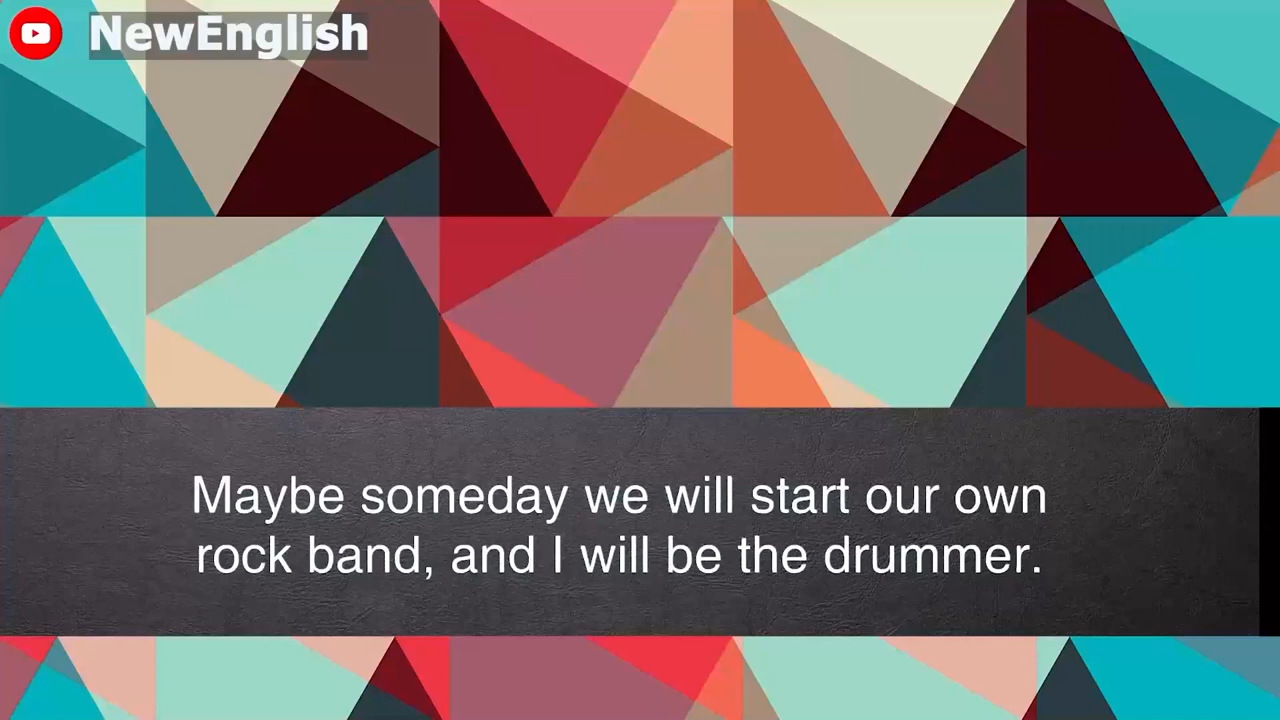 NewEnglish
Maybe someday we will start our own
rock band, and I will be the drummer.